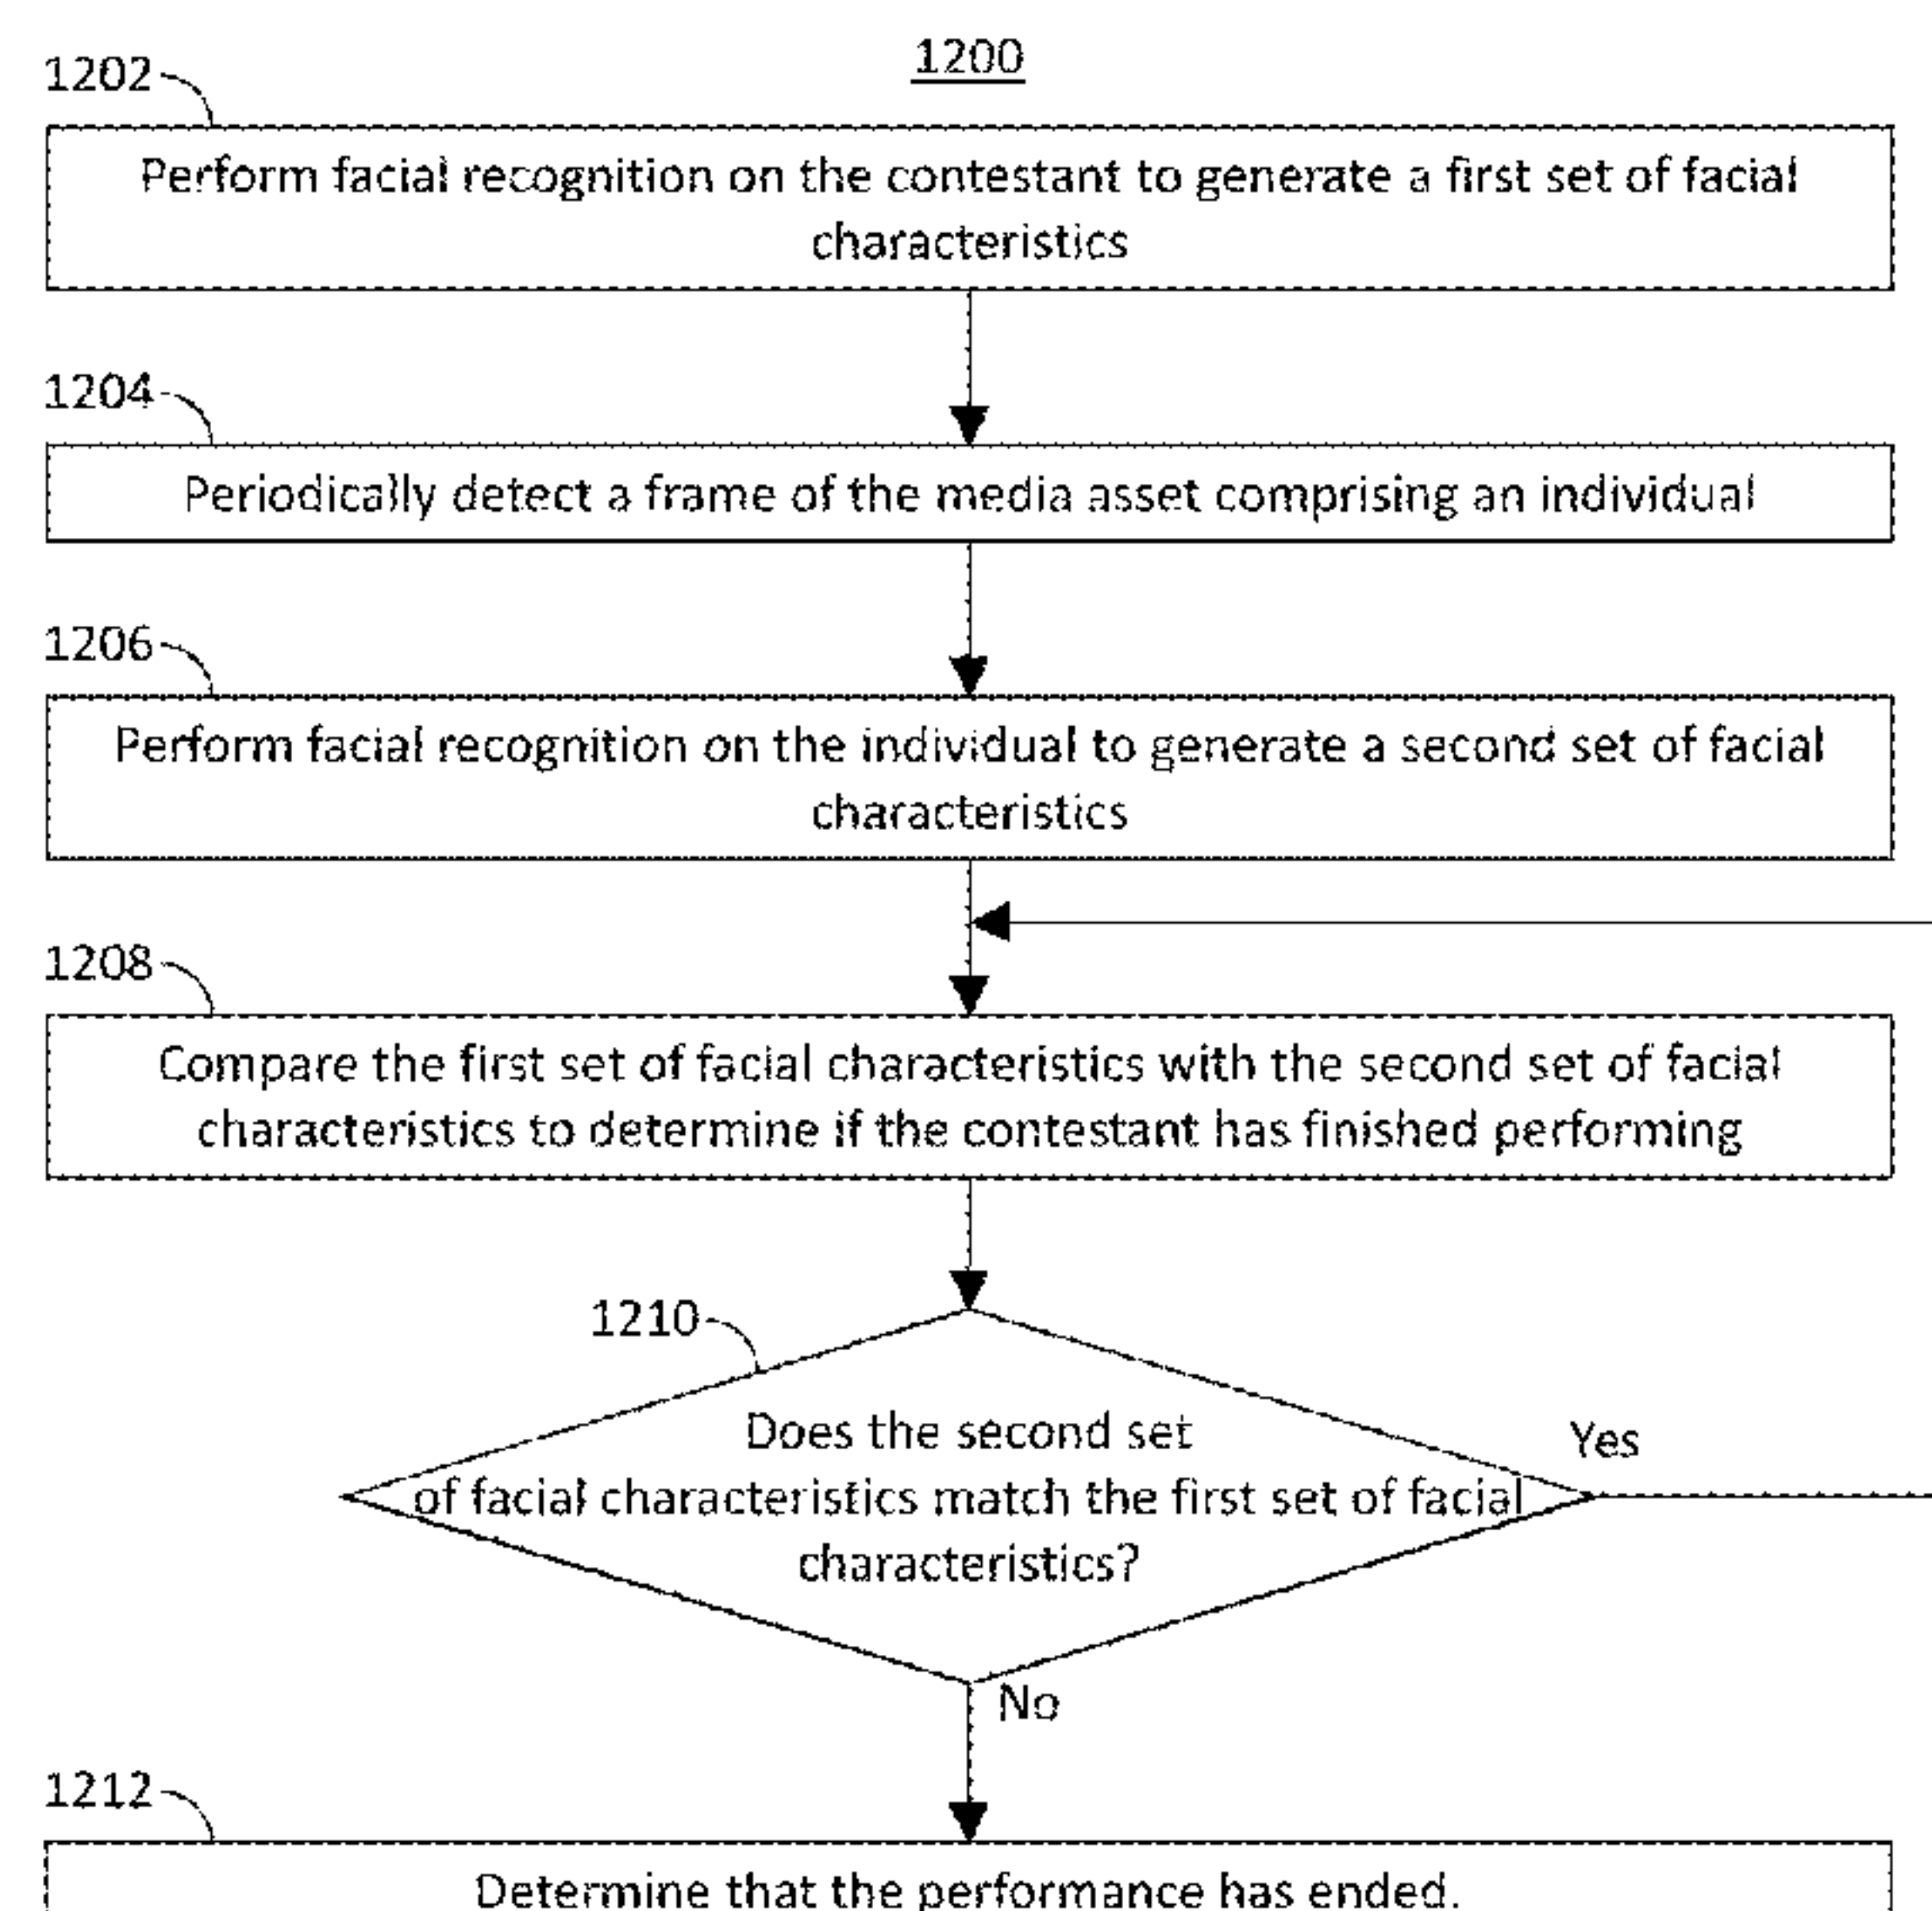 1200
1202
Perform facial recognition on the contestant to generate a first set of facial
characteristics
1204
Periodically detect a frame of the media asset comprising an individual
1206
Perform facial recognition on the individual to generate a second set of facial
characteristics
1208
Compare the first set of facial characteristics with the second set of facial
characteristics to determine if the contestant has finished performing
1210
Does the second set
of facial characteristics match the first set of facial
characteristics?
Yes
No
1212
Determine that the performance has ended.